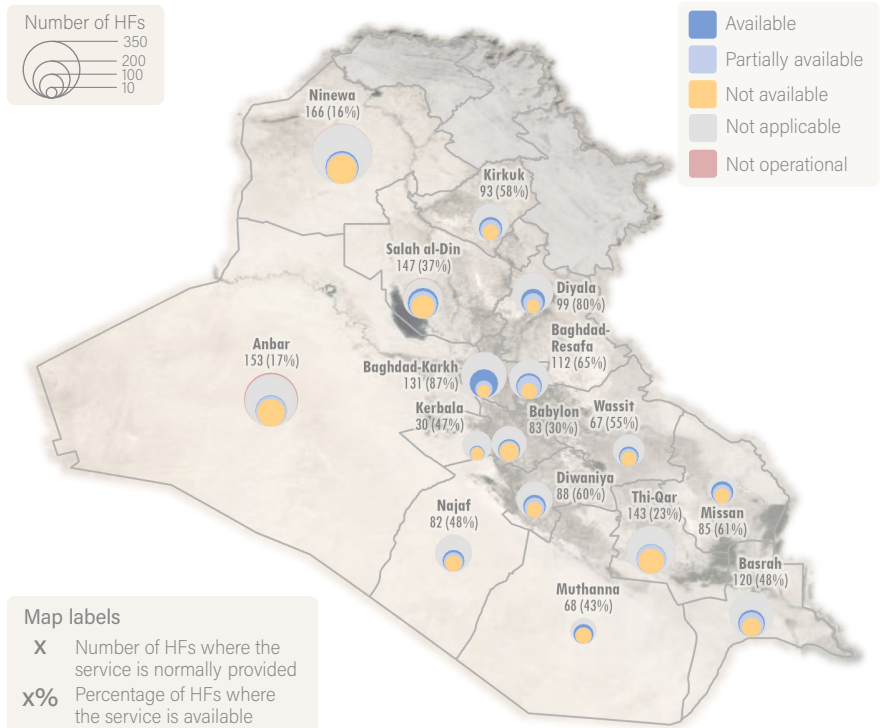 Number of HFs
350
200
100
10
Available
Partially available
Not available
Not applicable
Not operational
Ninewa
166 (16%)
Kirkuk
93 (58%)
Salah al-Din
147 (37%)
Diyala
99 (80%)
Baghdad-
Resafa
112 (65%)
Anbar
153 (17%)
Baghdad-Karkh
131 (87%)
Kerbala
30 (47%)
Babylon
83 (30%)
Wassit
67 (55%)
Diwaniya
88 (60%)
Thi-Qar
143 (23%)
Missan
85 (61%)
Najaf
82 (48%)
Basrah
120 (48%)
Muthanna
68 (43%)
Map labels
X Number of HFs where the
service is normally provided
x% Percentage of HFs where
the service is available